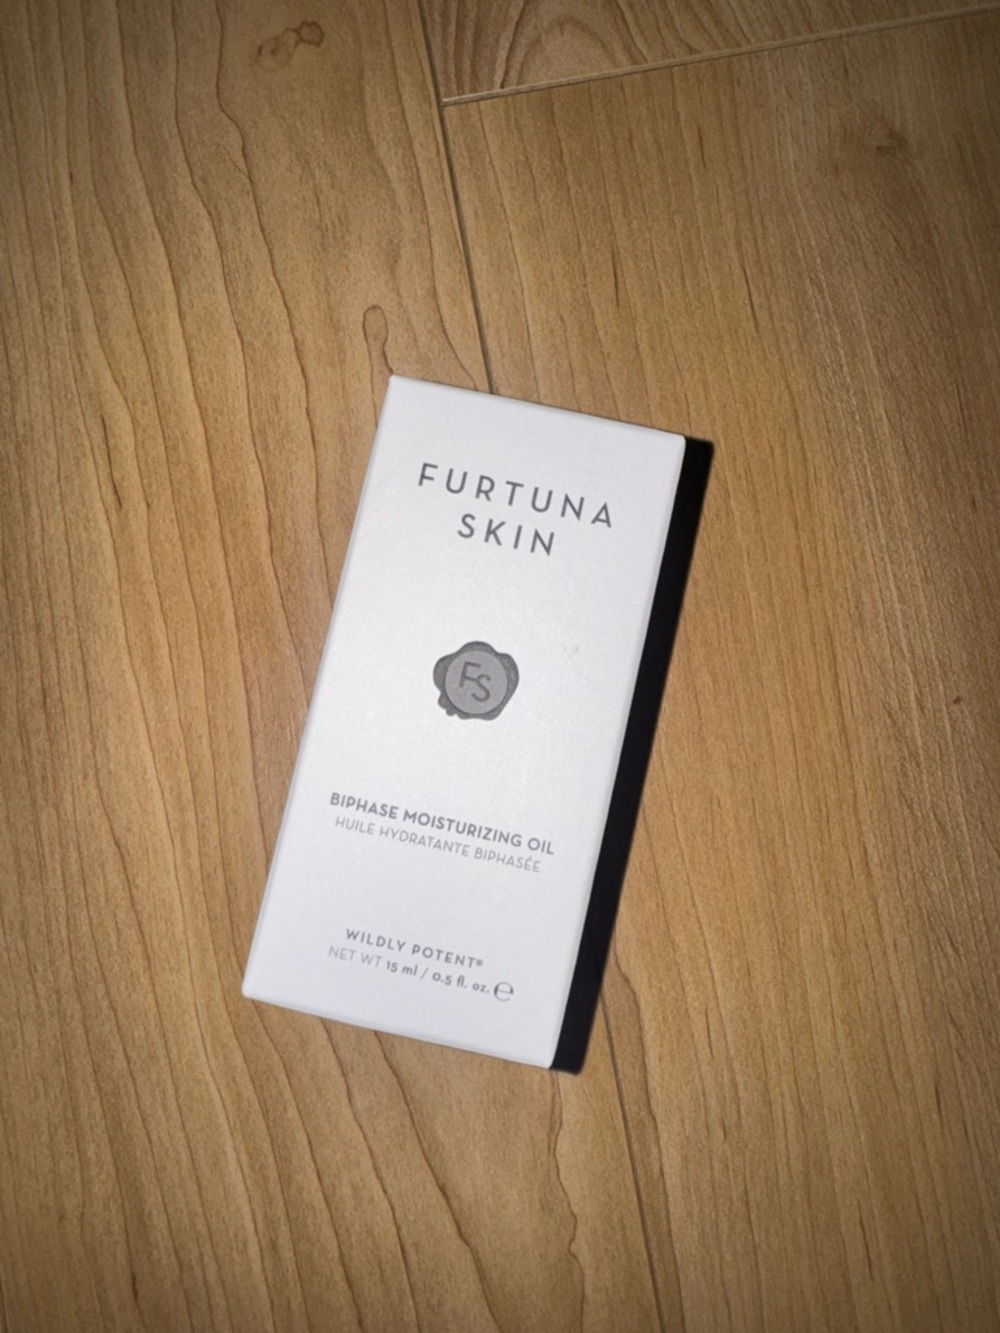 FURTUNA
SKIN
FS
BIPHASE MOISTURIZING OIL
HUILE HYDRATANTE BIPHASÉE
WILDLY POTENT®
NET WT 15 ml / 0.5 fl. oz. ℮